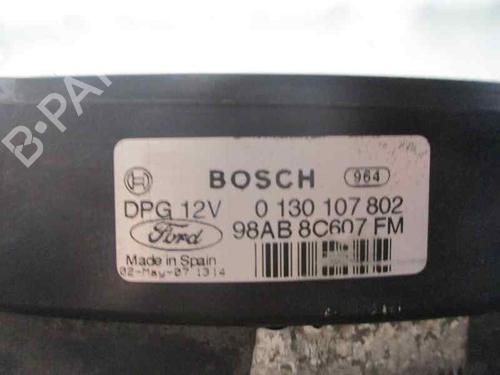 BOSCH 964
DPG 12V 0 130 107 802
Ford 98AB 8C607 FM
Made in Spain
02-May-07 1314
B-PARTS